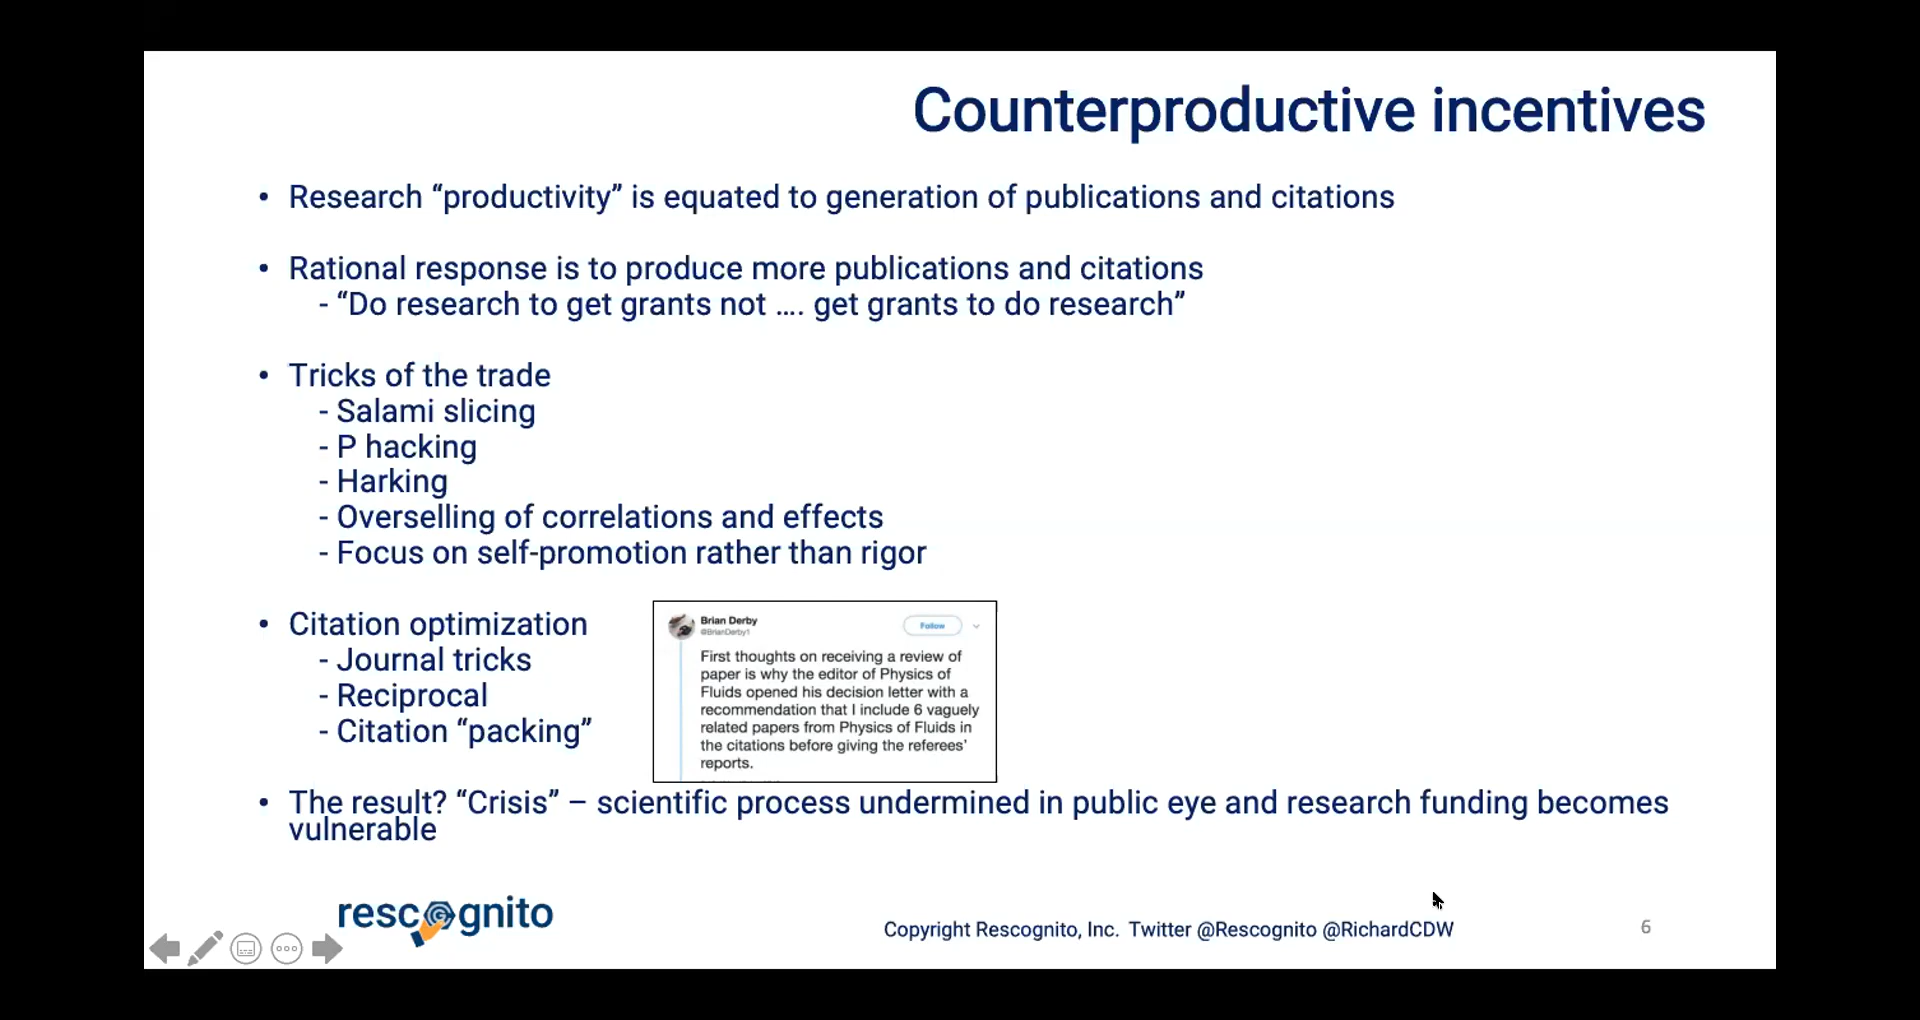 Counterproductive incentives
• Research “productivity” is equated to generation of publications and citations
• Rational response is to produce more publications and citations
- “Do research to get grants not .... get grants to do research”
• Tricks of the trade
- Salami slicing
- P hacking
- Harking
- Overselling of correlations and effects
- Focus on self-promotion rather than rigor
• Citation optimization
- Journal tricks
- Reciprocal
- Citation “packing”
Brian Derby
@BrianDerby1
Follow
First thoughts on receiving a review of
paper is why the editor of Physics of
Fluids opened his decision letter with a
recommendation that I include 6 vaguely
related papers from Physics of Fluids in
the citations before giving the referees'
reports.
• The result? “Crisis” – scientific process undermined in public eye and research funding becomes
vulnerable
rescognito
Copyright Rescognito, Inc. Twitter @Rescognito @RichardCDW
6